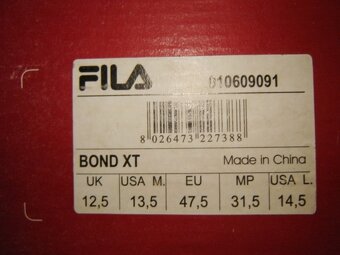 FILA
010609091
8 026473 227388
BOND XT Made in China
UK USA M. EU MP USA L.
12,5 13,5 47,5 31,5 14,5